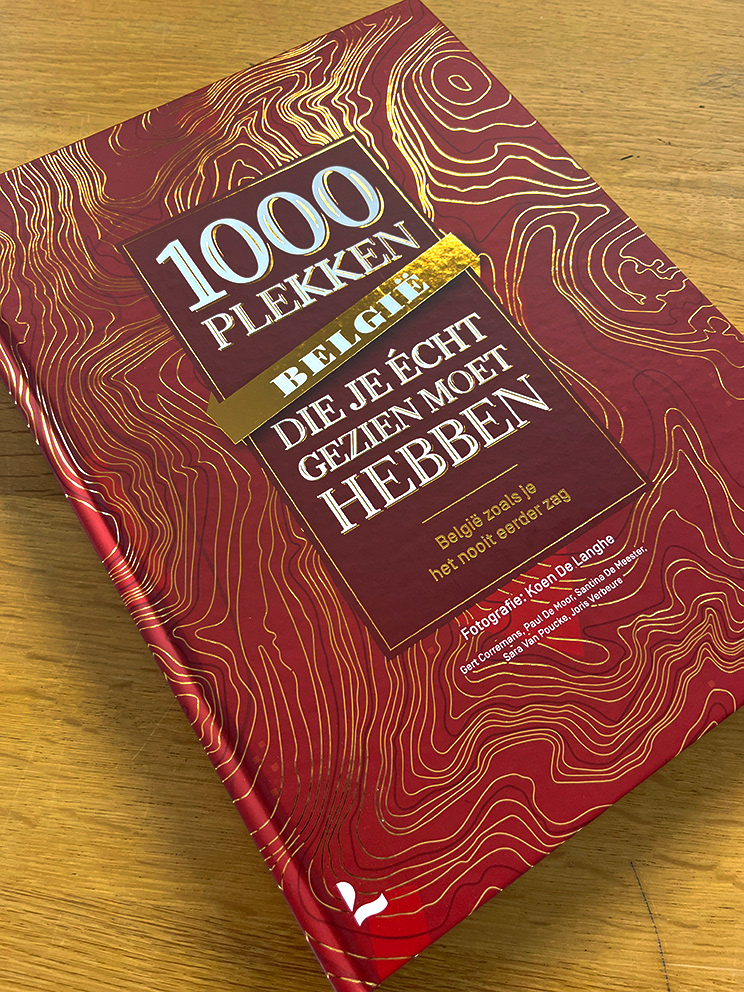 1000
PLEKKEN
BELGIË
DIE JE ÉCHT
GEZIEN MOET
HEBBEN
België zoals je
het nooit eerder zag
Fotografie: Koen De Langhe
Gert Corremans, Paul De Moor, Santina De Meester,
Sara Van Poucke, Joris Verbeure